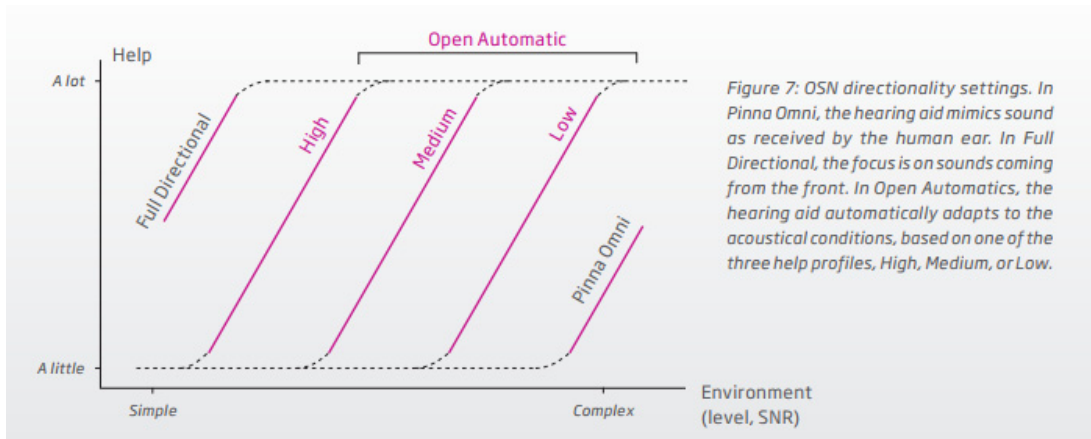 Open Automatic
Help
A lot
Full Directional
High
Medium
Low
Pinna Omni
A little
Simple
Complex
Environment
(level, SNR)
Figure 7: OSN directionality settings. In
Pinna Omni, the hearing aid mimics sound
as received by the human ear. In Full
Directional, the focus is on sounds coming
from the front. In Open Automatics, the
hearing aid automatically adapts to the
acoustical conditions, based on one of the
three help profiles, High, Medium, or Low.